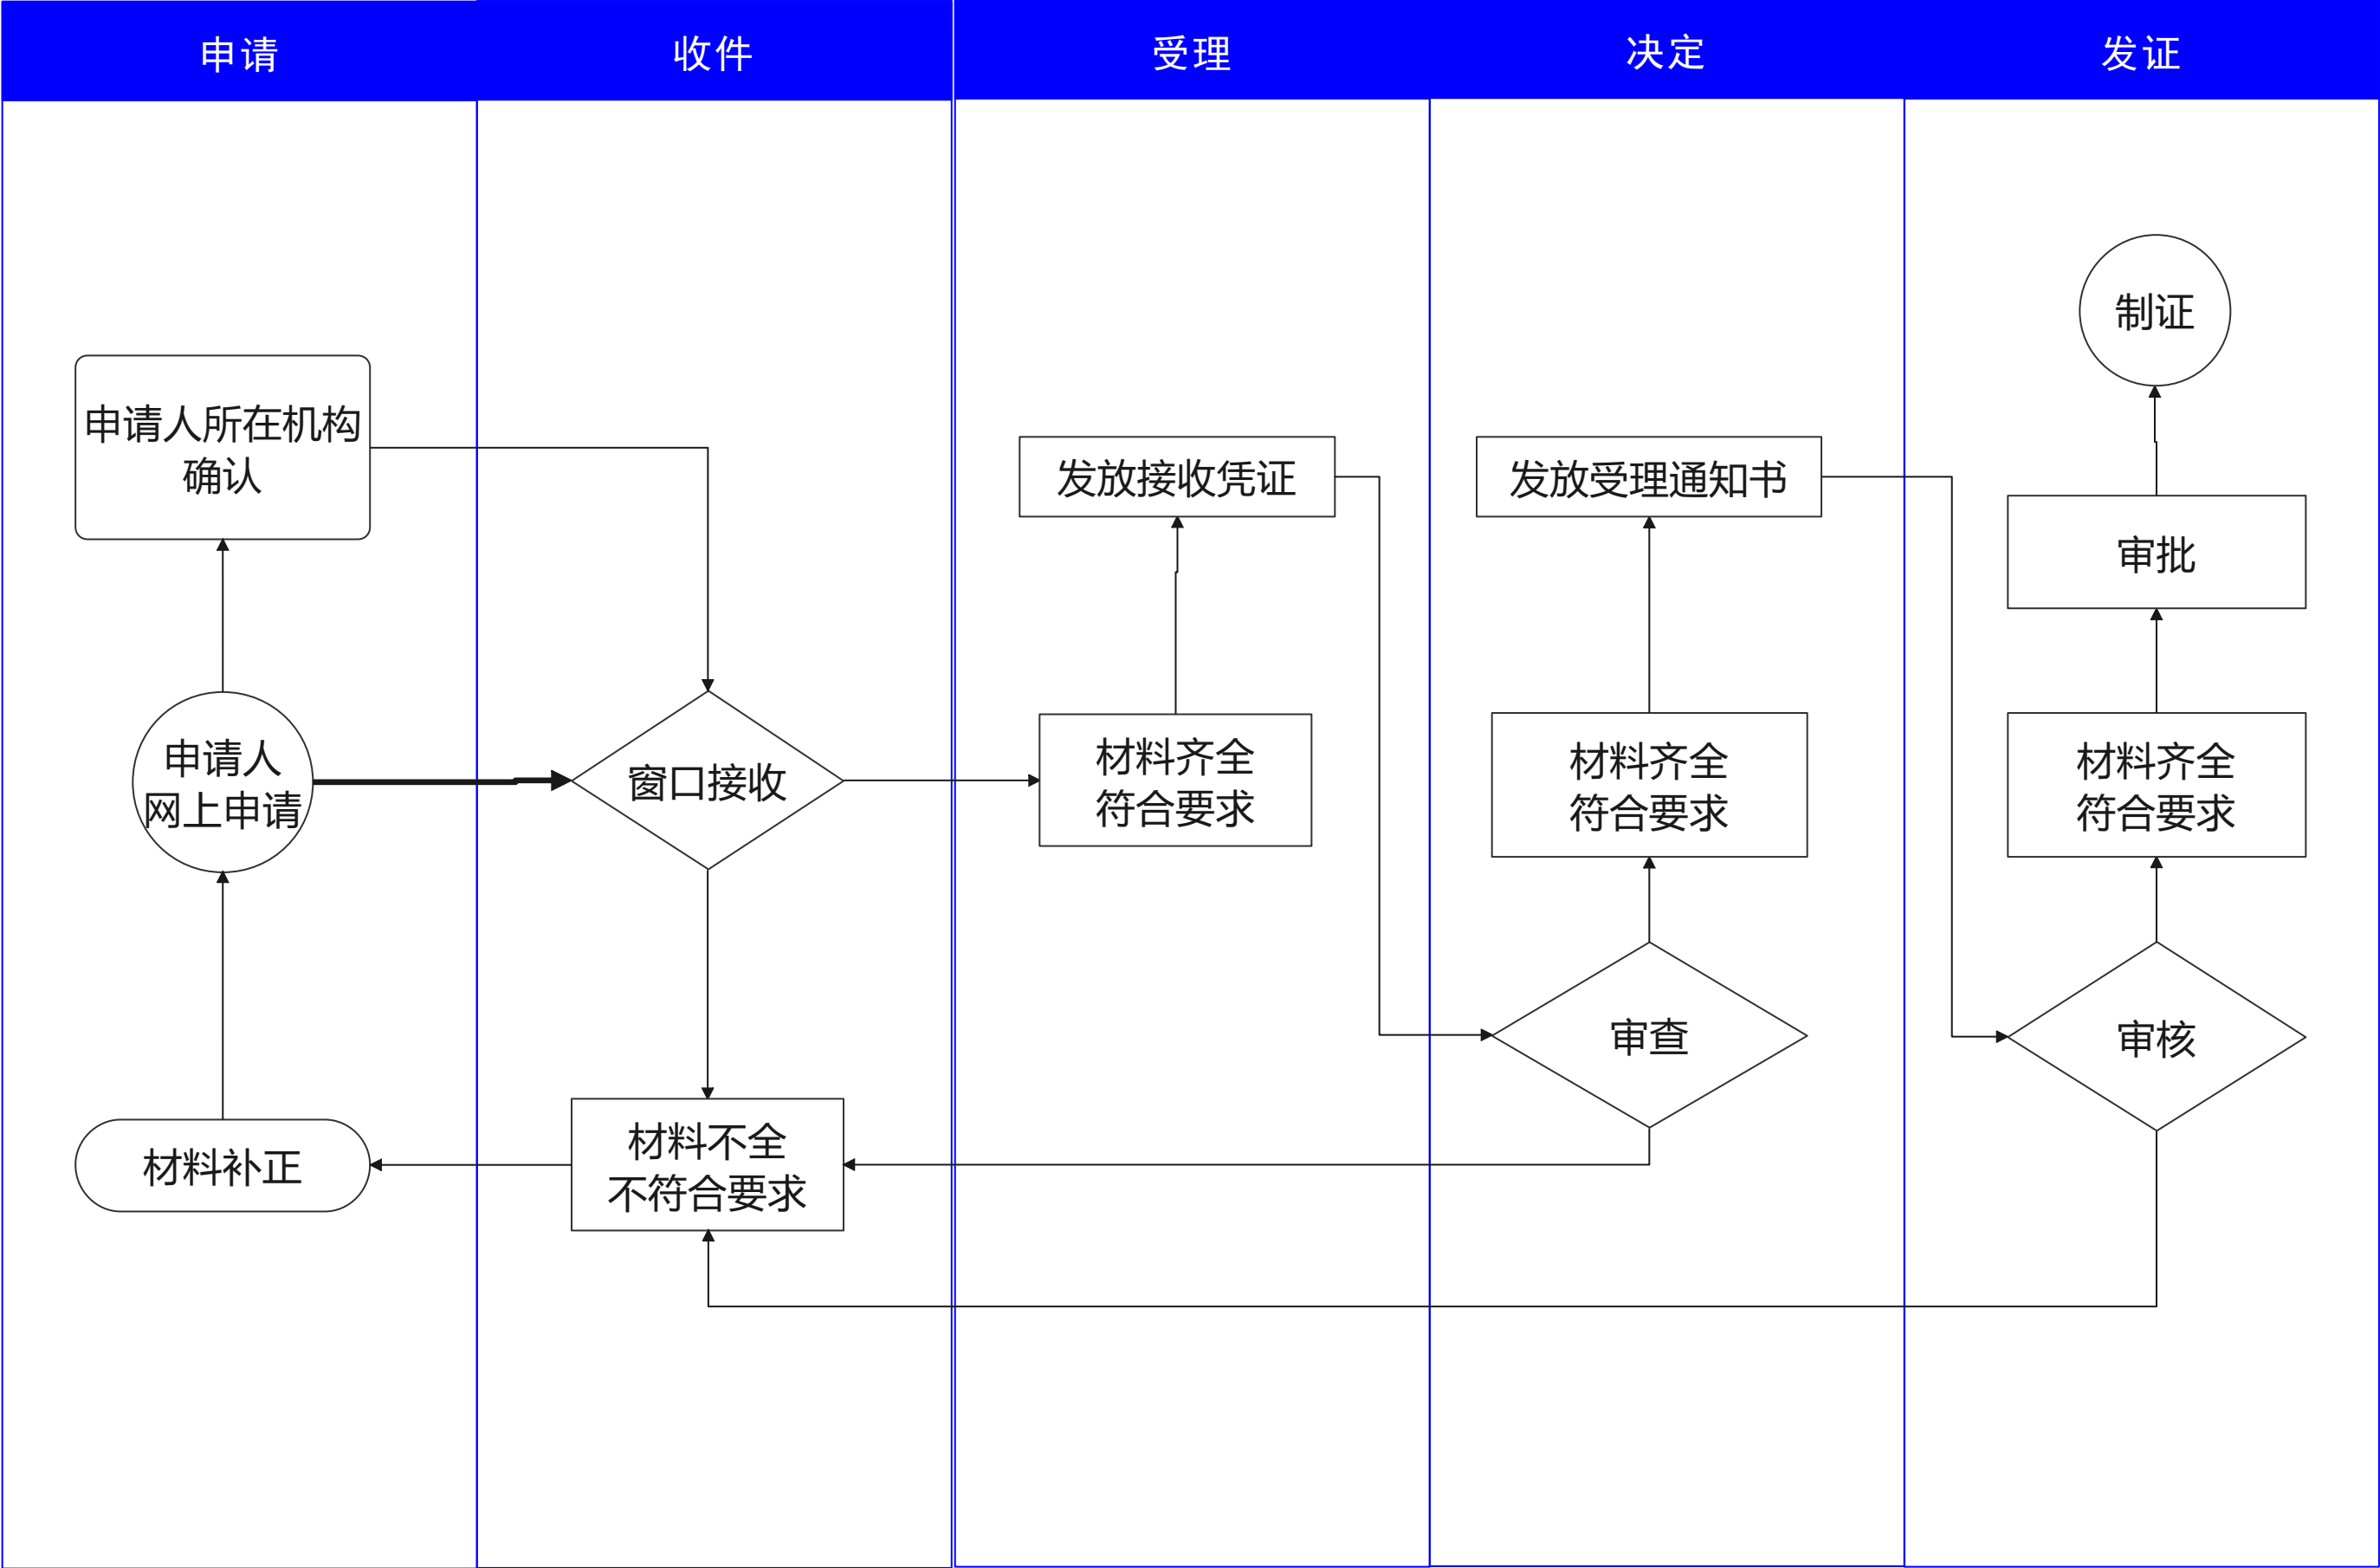 申请
收件
受理
决定
发证
申请人所在机构
确认
申请人
网上申请
材料补正
窗口接收
材料不全
不符合要求
发放接收凭证
材料齐全
符合要求
发放受理通知书
材料齐全
符合要求
审查
制证
审批
材料齐全
符合要求
审核